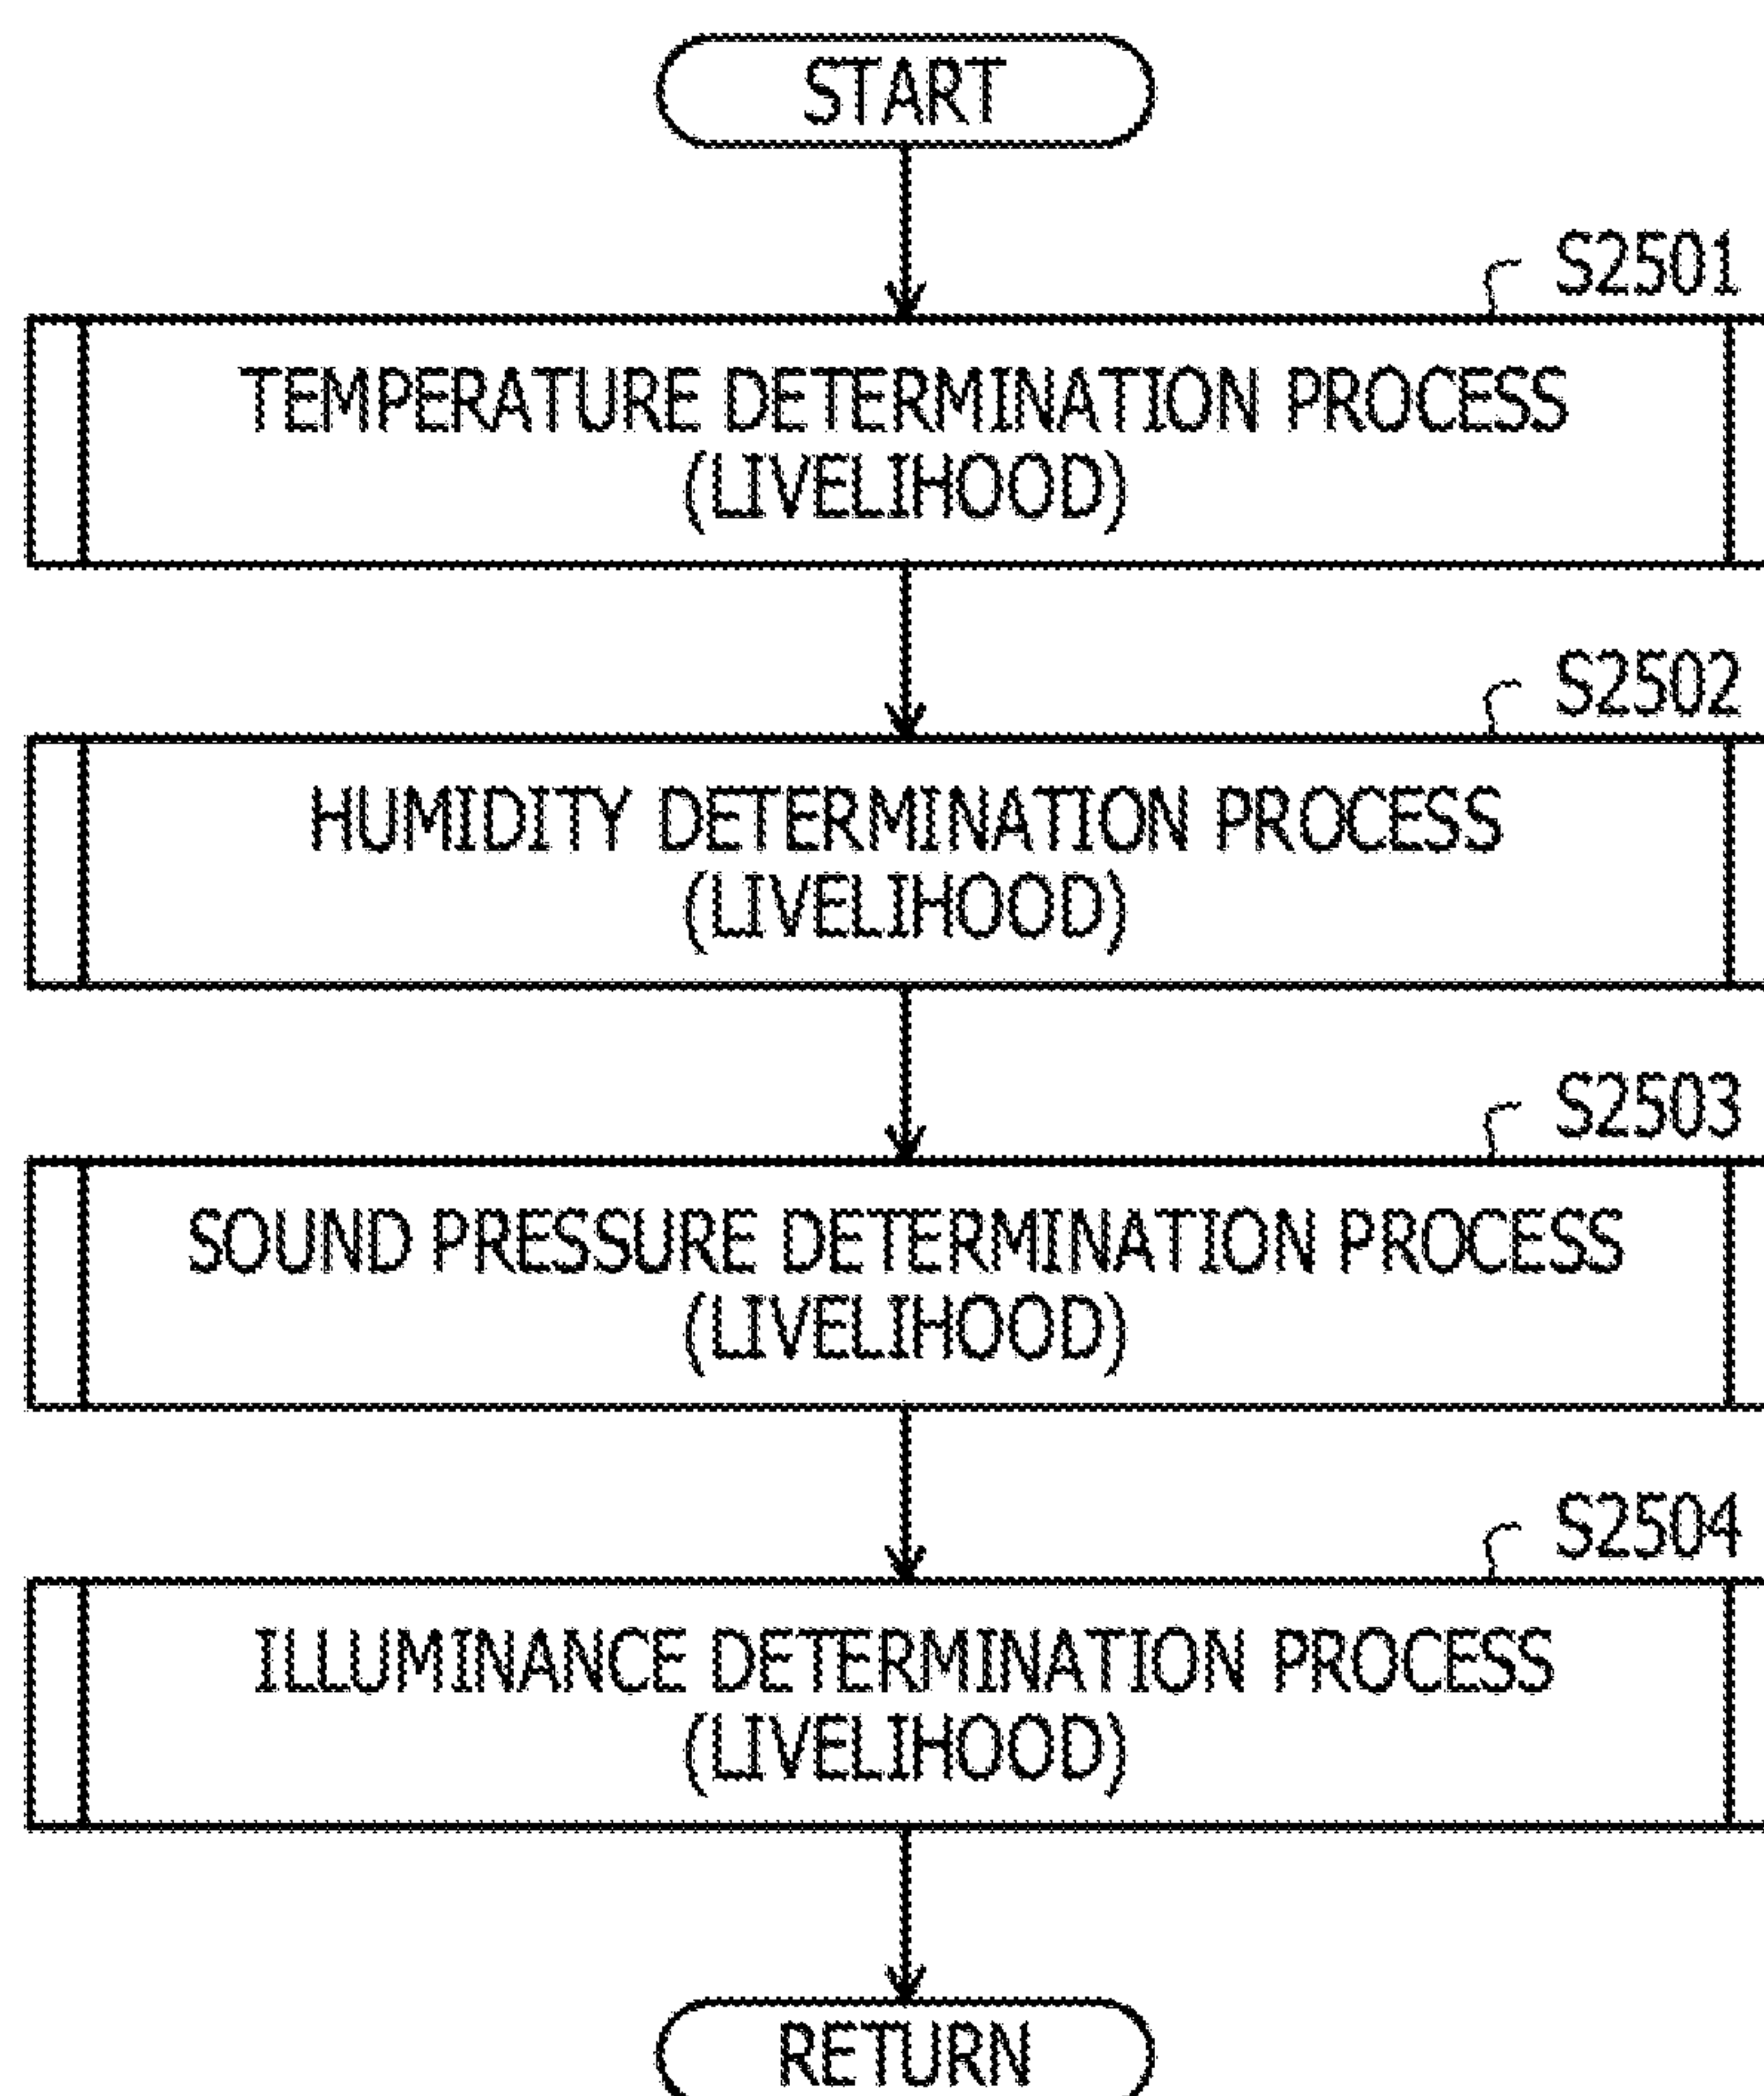 START
S2501
TEMPERATURE DETERMINATION PROCESS
(LIVELIHOOD)
S2502
HUMIDITY DETERMINATION PROCESS
(LIVELIHOOD)
S2503
SOUND PRESSURE DETERMINATION PROCESS
(LIVELIHOOD)
S2504
ILLUMINANCE DETERMINATION PROCESS
(LIVELIHOOD)
RETURN